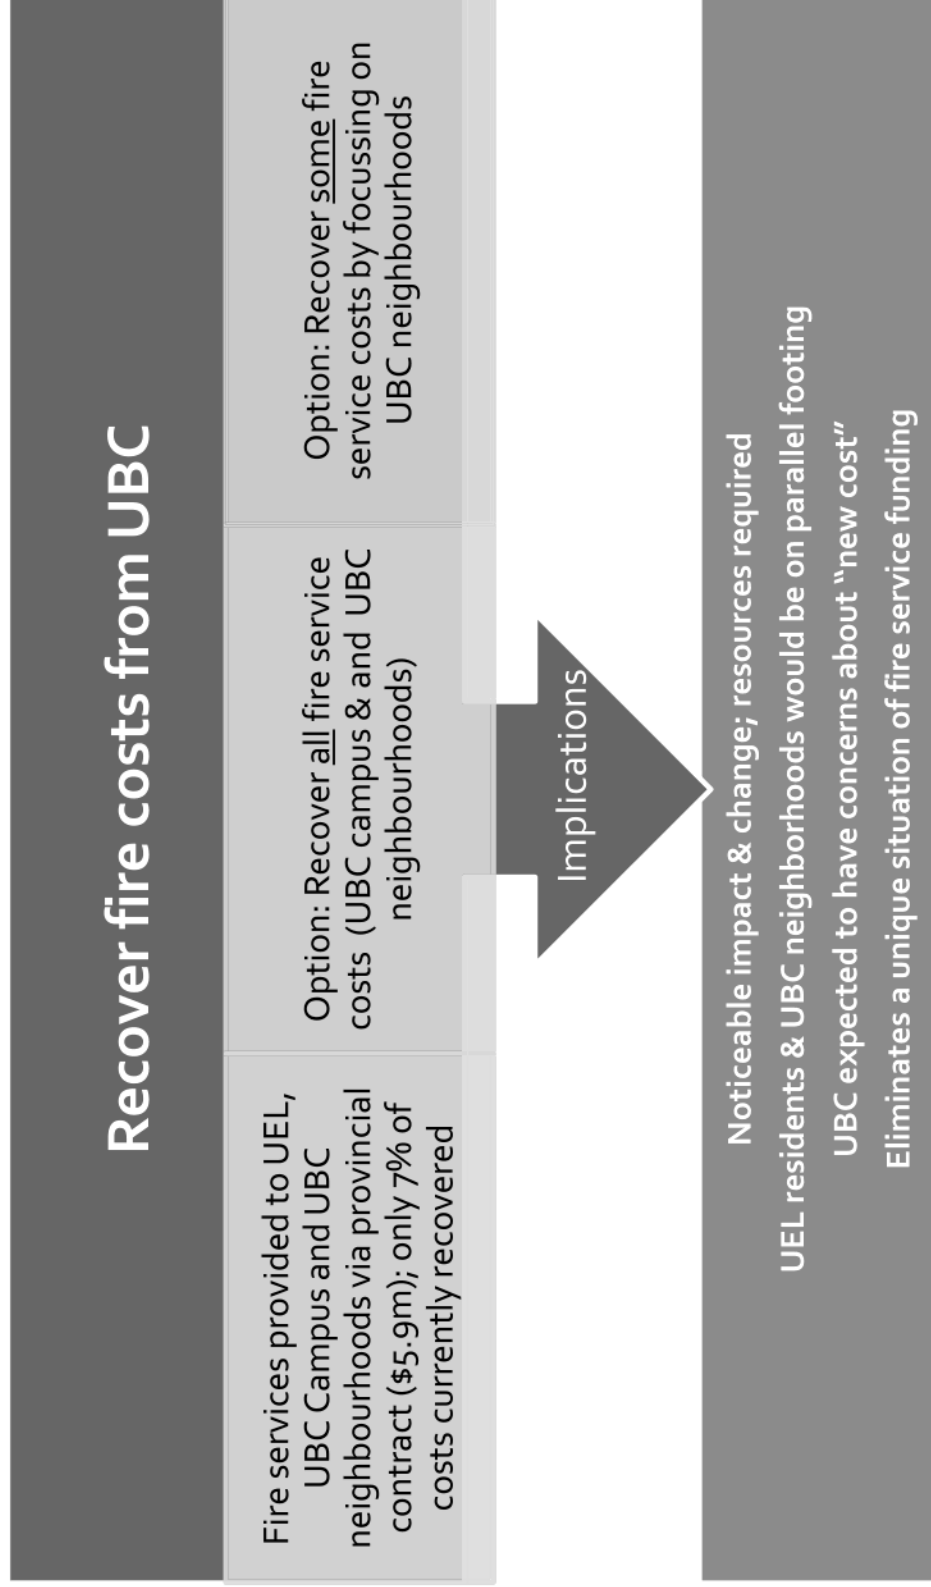 Recover fire costs from UBC
Fire services provided to UEL,
UBC Campus and UBC
neighbourhoods via provincial
contract ($5.9m); only 7% of
costs currently recovered
Option: Recover all fire service
costs (UBC campus & and UBC
neighbourhoods)
Option: Recover some fire
service costs by focussing on
UBC neighbourhoods
Implications
Noticeable impact & change; resources required
UEL residents & UBC neighborhoods would be on parallel footing
UBC expected to have concerns about “new cost”
Eliminates a unique situation of fire service funding